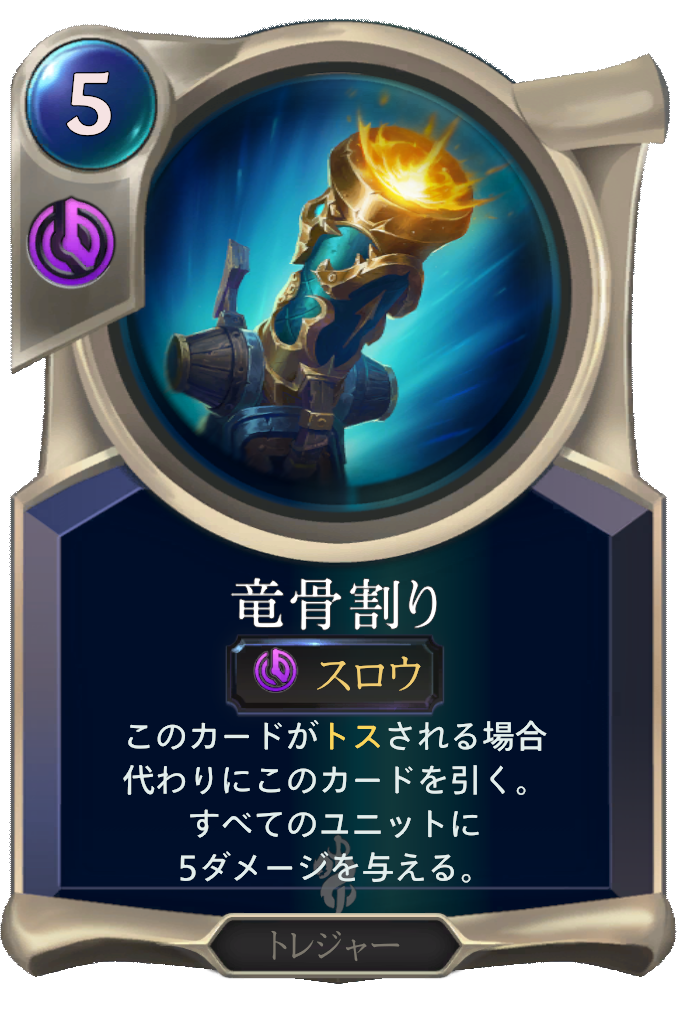 5
竜骨割り
スロウ
このカードがトスされる場合
代わりにこのカードを引く。
すべてのユニットに
5ダメージを与える。
トレジャー